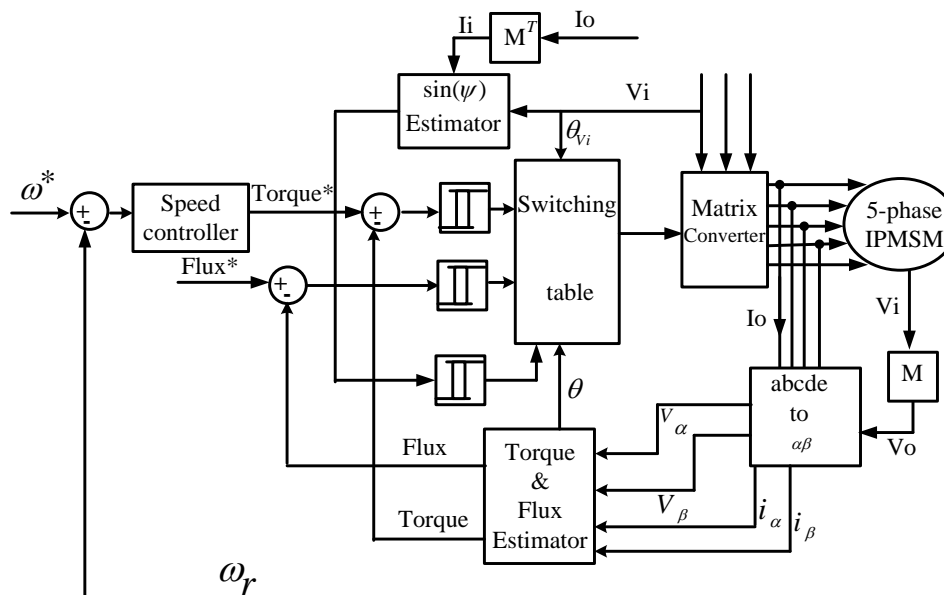 Ii
M^T
Io
sin(ψ)
Estimator
Vi
θ_Vi
ω*
+
-
Speed
controller
Torque*
+
-
Switching
table
Matrix
Converter
5-phase
IPMSM
Flux*
+
-
Io
Vi
M
Vo
θ
abcde
to
αβ
V_α
V_β
i_α
i_β
Flux
Torque
Torque
&
Flux
Estimator
ω_r